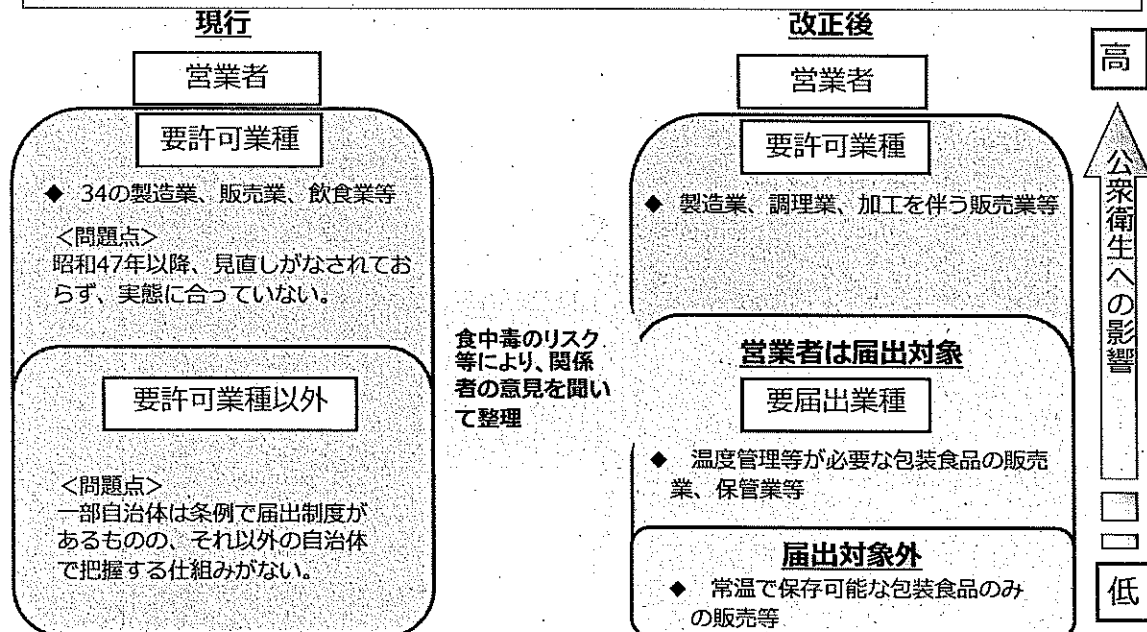 現行
営業者
要許可業種
◆ 34の製造業、販売業、飲食業等
<問題点>
昭和47年以降、見直しがなされてお
らず、実態に合っていない。
要許可業種以外
<問題点>
一部自治体は条例で届出制度が
あるものの、それ以外の自治体
で把握する仕組みがない。
食中毒のリスク
等により、関係
者の意見を聞い
て整理
改正後
営業者
要許可業種
◆ 製造業、調理業、加工を伴う販売業等
営業者は届出対象
要届出業種
◆ 温度管理等が必要な包装食品の販売
業、保管業等
届出対象外
◆ 常温で保存可能な包装食品のみ
の販売等
高
公衆衛生への影響
低